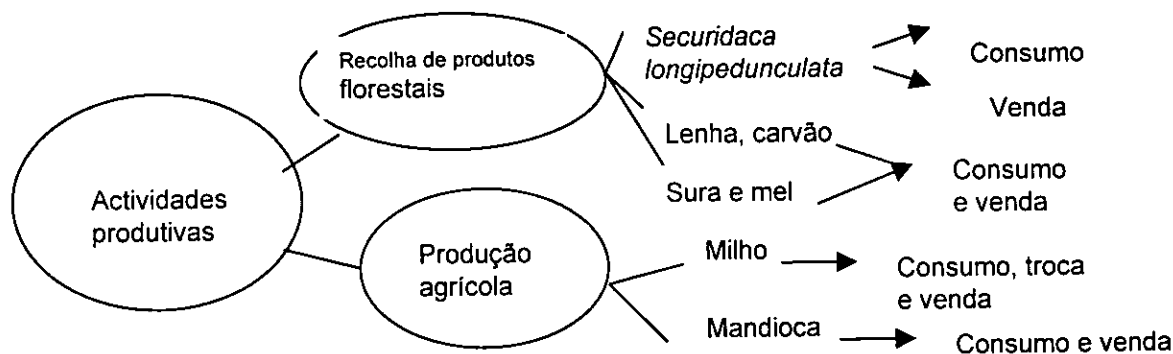 Actividades
produtivas
Recolha de produtos
florestais
Securidaca
longipedunculata
Consumo
Venda
Lenha, carvão
Sura e mel
Consumo
e venda
Produção
agrícola
Milho
Consumo, troca
e venda
Mandioca
Consumo e venda